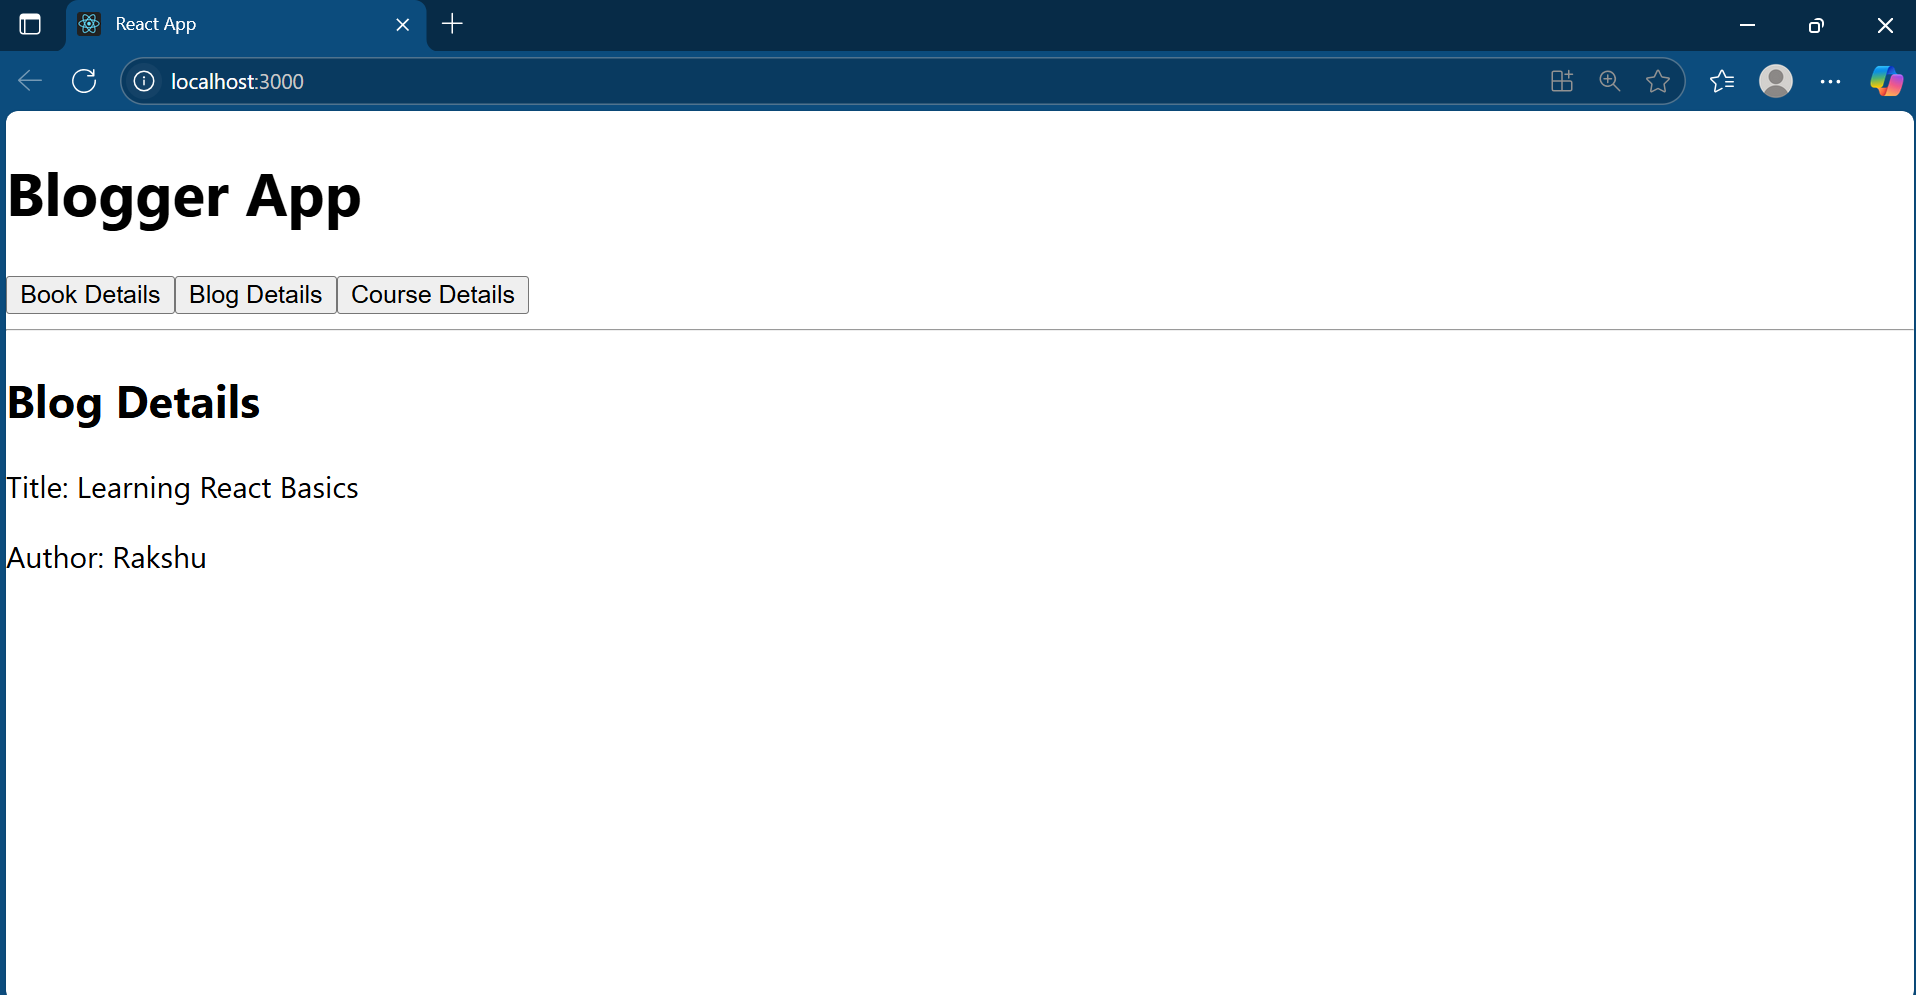 React App
localhost:3000
Blogger App
Book Details Blog Details Course Details
Blog Details
Title: Learning React Basics
Author: Rakshu